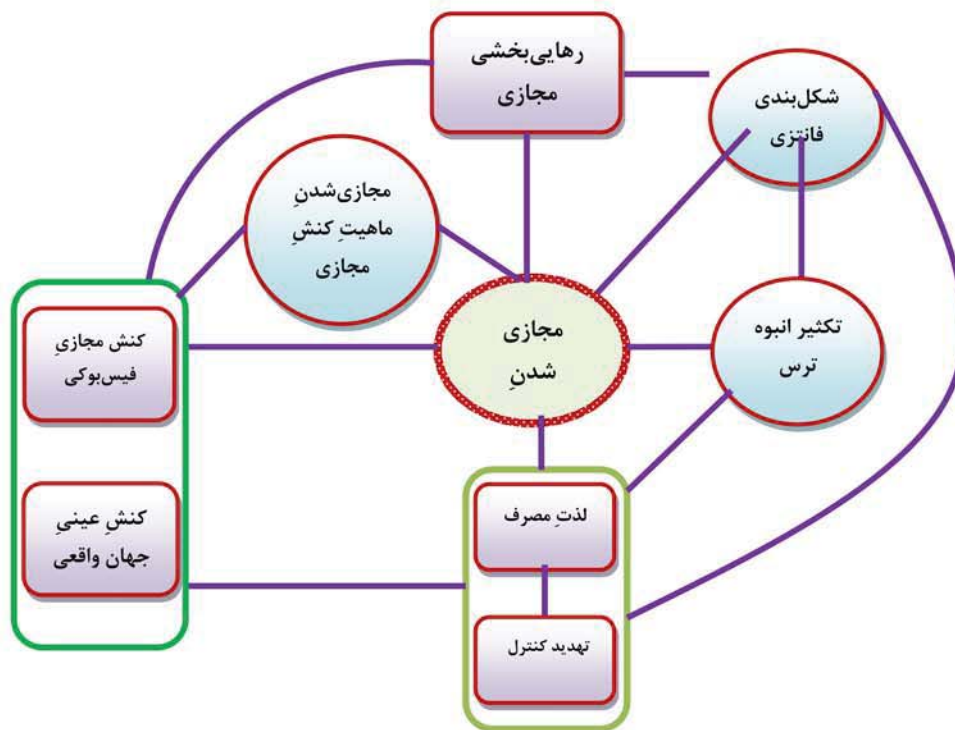 رهایی‌بخشی
مجازی
شکل‌بندی
فانتزی
مجازی‌شدنِ
ماهیتِ کنشِ
مجازی
مجازی
شدنِ
تکثیر انبوه
ترس
کنش مجازیِ
فیس‌بوکی
کنشِ عینیِ
جهان واقعی
لذتِ مصرف
تهدید کنترل